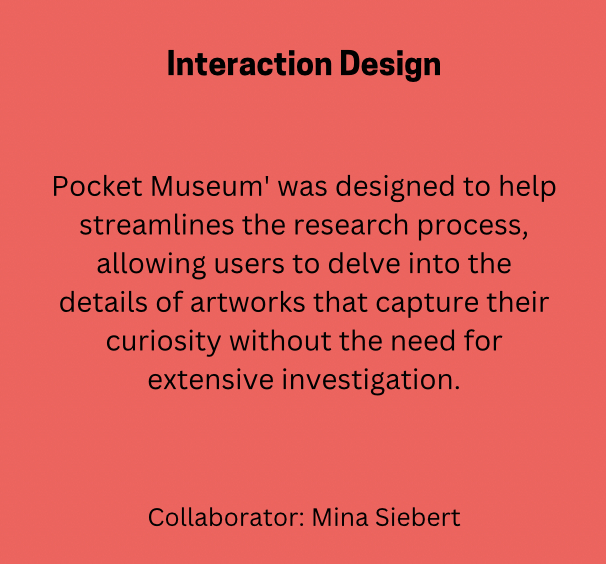 Interaction Design
Pocket Museum' was designed to help
streamlines the research process,
allowing users to delve into the
details of artworks that capture their
curiosity without the need for
extensive investigation.
Collaborator: Mina Siebert